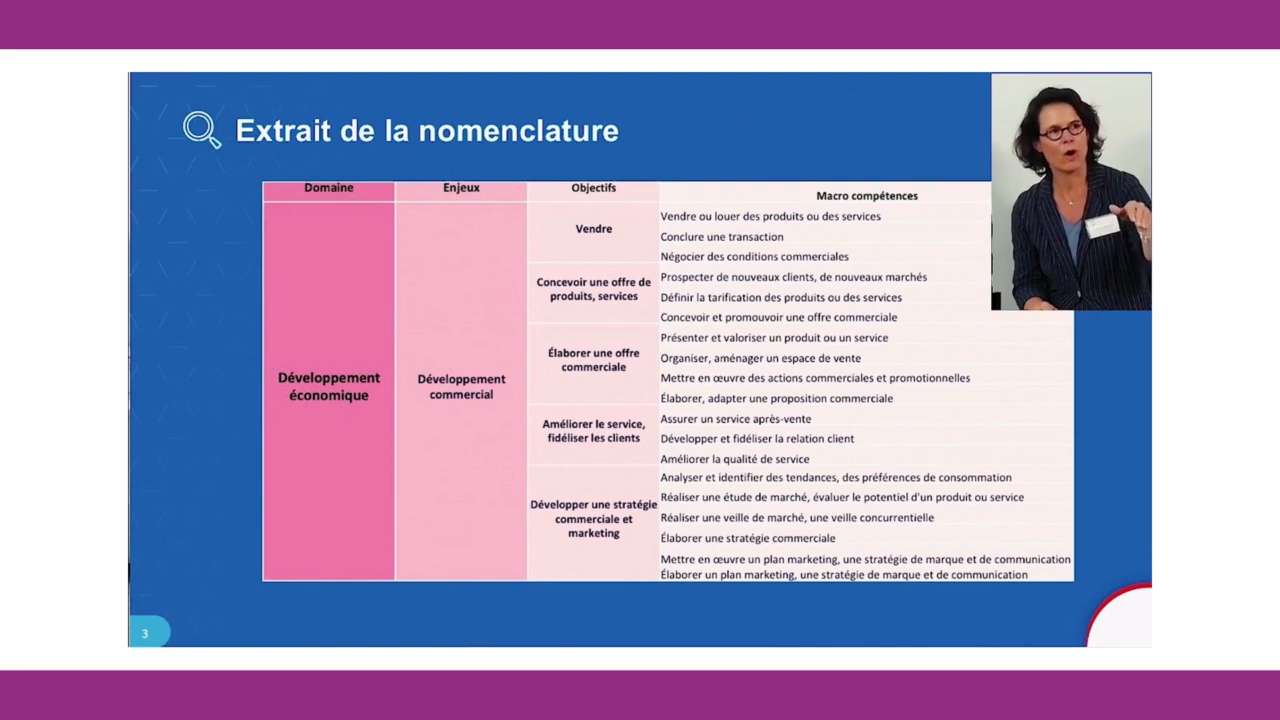 Extrait de la nomenclature
Domaine
Enjeux
Objectifs
Macro compétences
Développement
économique
Développement
commercial
Vendre
Vendre ou louer des produits ou des services
Conclure une transaction
Négocier des conditions commerciales
Concevoir une offre de
produits, services
Prospecter de nouveaux clients, de nouveaux marchés
Définir la tarification des produits ou des services
Concevoir et promouvoir une offre commerciale
Élaborer une offre
commerciale
Présenter et valoriser un produit ou un service
Organiser, aménager un espace de vente
Mettre en œuvre des actions commerciales et promotionnelles
Élaborer, adapter une proposition commerciale
Améliorer le service,
fidéliser les clients
Assurer un service après-vente
Développer et fidéliser la relation client
Améliorer la qualité de service
Développer une stratégie
commerciale et
marketing
Analyser et identifier des tendances, des préférences de consommation
Réaliser une étude de marché, évaluer le potentiel d'un produit ou service
Réaliser une veille de marché, une veille concurrentielle
Élaborer une stratégie commerciale
Mettre en œuvre un plan marketing, une stratégie de marque et de communication
Élaborer un plan marketing, une stratégie de marque et de communication
3